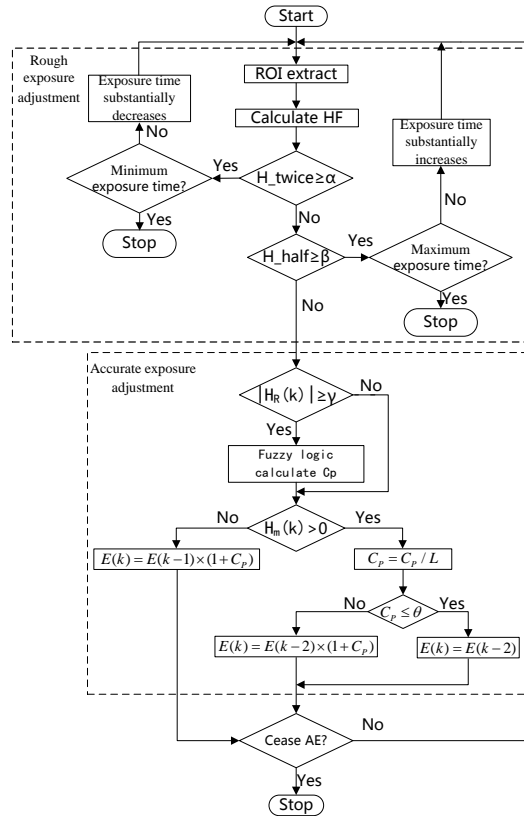 Start
Rough
exposure
adjustment
ROI extract
Calculate HF
Exposure time
substantially
decreases
Exposure time
substantially
increases
No
No
Minimum
exposure time?
Yes
H_twice≥α
Yes
Stop
No
H_half≥β
Yes
Maximum
exposure time?
Yes
Stop
No
Accurate exposure
adjustment
|H_R(k)|≥γ
No
Yes
Fuzzy logic
calculate Cp
H_m(k)>0
No
Yes
E(k)=E(k−1)×(1+C_P)
C_P=C_P/L
C_P≤θ
No
Yes
E(k)=E(k−2)×(1+C_P)
E(k)=E(k−2)
Cease AE?
No
Yes
Stop